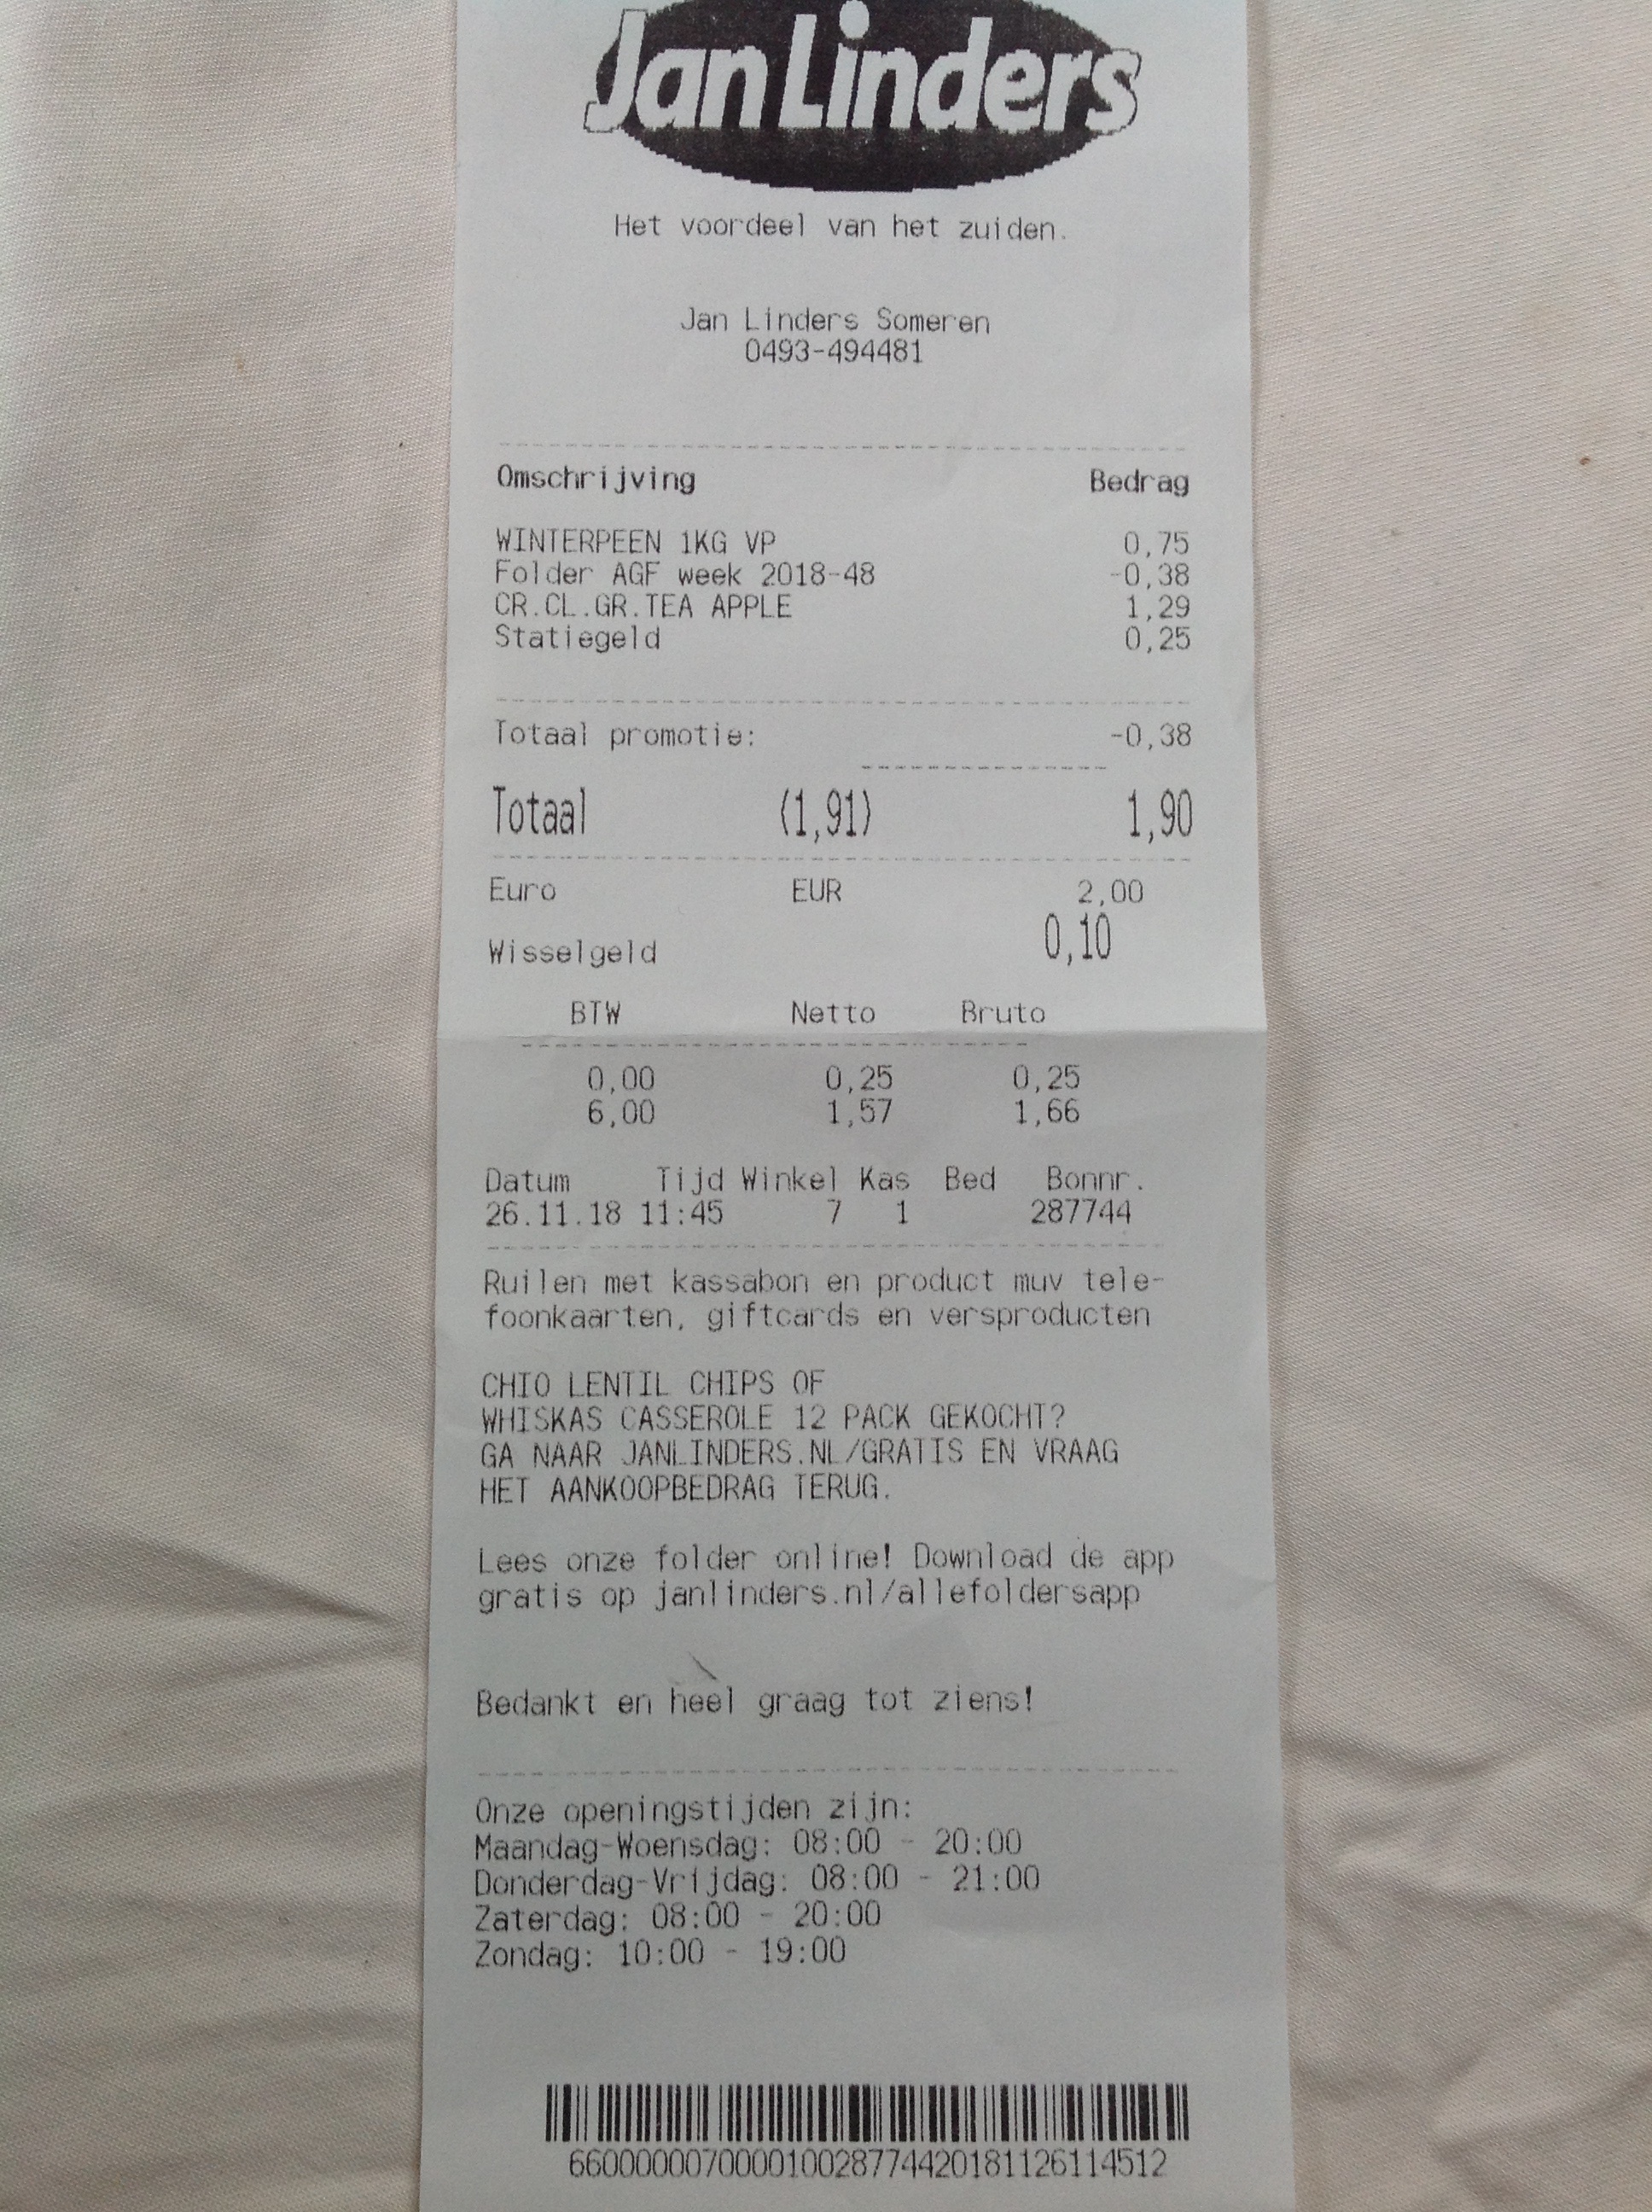 Jan Linders
Het voordeel van het zuiden.
Jan Linders Someren
0493-494481
Omschrijving Bedrag
WINTERPEEN 1KG VP 0,75
Folder AGF week 2018-48 -0,38
CR.CL.GR.TEA APPLE 1,29
Statiegeld 0,25
Totaal promotie: -0,38
Totaal (1,91) 1,90
Euro EUR 2,00
Wisselgeld 0,10
BTW Netto Bruto
0,00 0,25 0,25
6,00 1,57 1,66
Datum Tijd Winkel Kas Bed Bonnr.
26.11.18 11:45 7 1 287744
Ruilen met kassabon en product muv tele-
foonkaarten, giftcards en versproducten
CHIO LENTIL CHIPS OF
WHISKAS CASSEROLE 12 PACK GEKOCHT?
GA NAAR JANLINDERS.NL/GRATIS EN VRAAG
HET AANKOOPBEDRAG TERUG.
Lees onze folder online! Download de app
gratis op janlinders.nl/allefoldersapp
Bedankt en heel graag tot ziens!
Onze openingstijden zijn:
Maandag-Woensdag: 08:00 - 20:00
Donderdag-Vrijdag: 08:00 - 21:00
Zaterdag: 08:00 - 20:00
Zondag: 10:00 - 19:00
660000007000010028774420181126114512